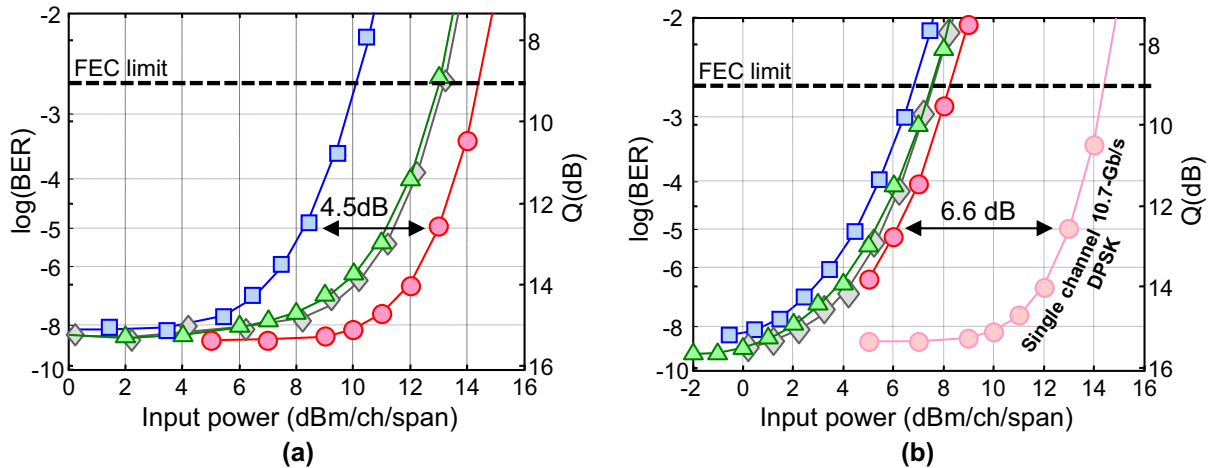 -2
-3
-4
-5
-6
-8
-10
log(BER)
FEC limit
4.5dB
8
9
10
12
14
16
Q(dB)
0 2 4 6 8 10 12 14 16
Input power (dBm/ch/span)
(a)
-2
-3
-4
-5
-6
-8
-10
log(BER)
FEC limit
6.6 dB
Single channel 10.7-Gb/s
DPSK
8
9
10
12
14
16
Q(dB)
-2 0 2 4 6 8 10 12 14 16
Input power (dBm/ch/span)
(b)